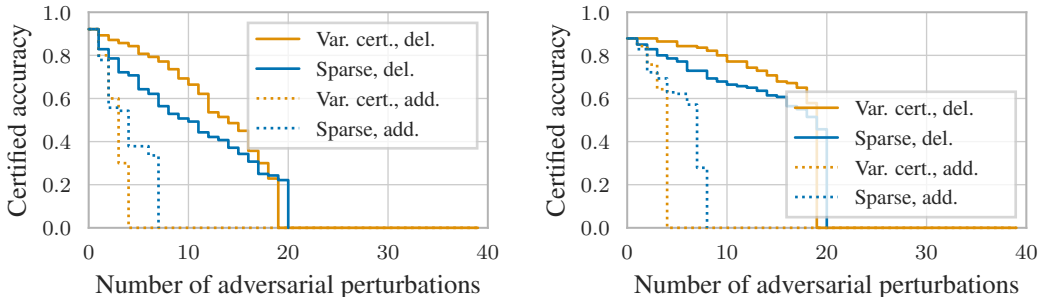 Certified accuracy
1.0
0.8
0.6
0.4
0.2
0.0
Var. cert., del.
Sparse, del.
Var. cert., add.
Sparse, add.
0 10 20 30 40
Number of adversarial perturbations
Certified accuracy
1.0
0.8
0.6
0.4
0.2
0.0
Var. cert., del.
Sparse, del.
Var. cert., add.
Sparse, add.
0 10 20 30 40
Number of adversarial perturbations